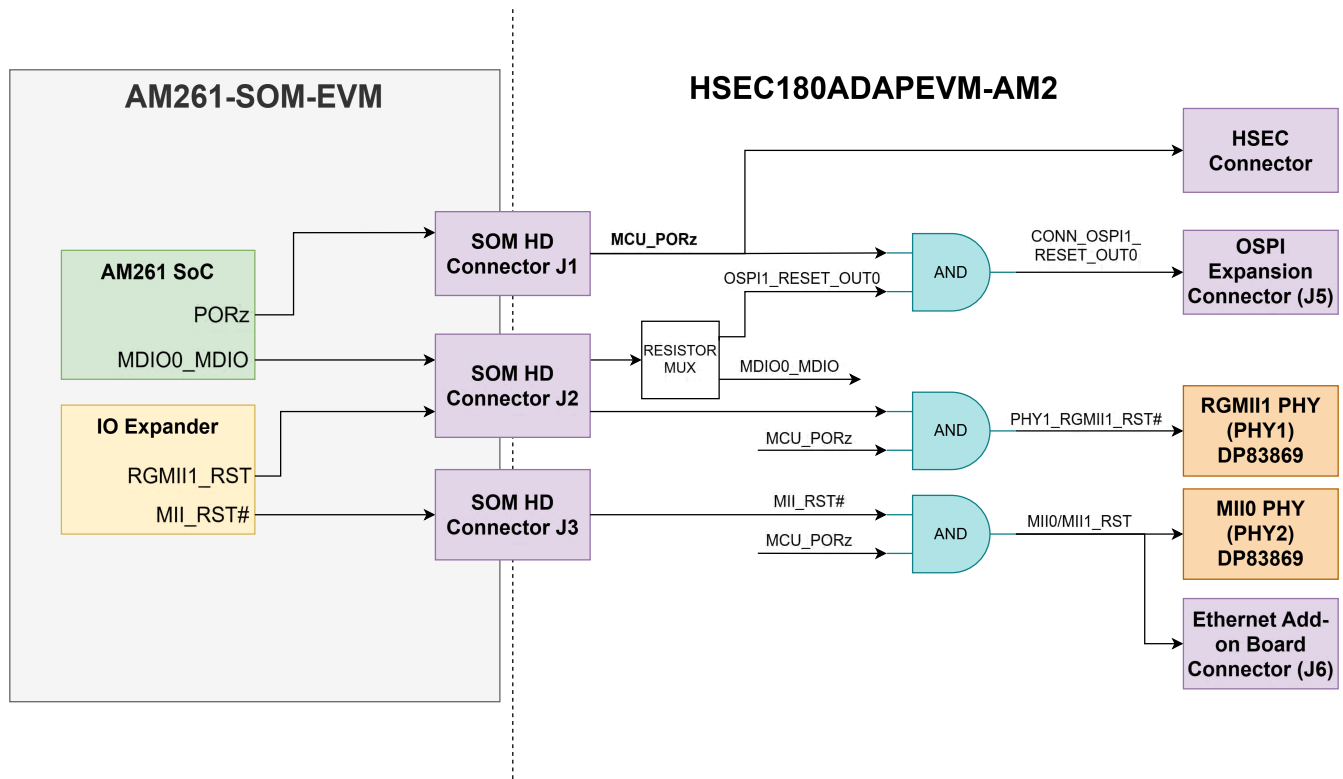 AM261-SOM-EVM
HSEC180ADAPEVM-AM2
HSEC
Connector
SOM HD
Connector J1
MCU_PORz
AND
CONN_OSPI1_
RESET_OUT0
OSPI
Expansion
Connector (J5)
OSPI1_RESET_OUT0
AM261 SoC
PORz
MDIO0_MDIO
SOM HD
Connector J2
RESISTOR
MUX
MDIO0_MDIO
IO Expander
RGMII1_RST
MII_RST#
AND
MCU_PORz
PHY1_RGMII1_RST#
RGMII1 PHY
(PHY1)
DP83869
SOM HD
Connector J3
MII_RST#
MCU_PORz
AND
MII0/MII1_RST
MII0 PHY
(PHY2)
DP83869
Ethernet Add-
on Board
Connector (J6)